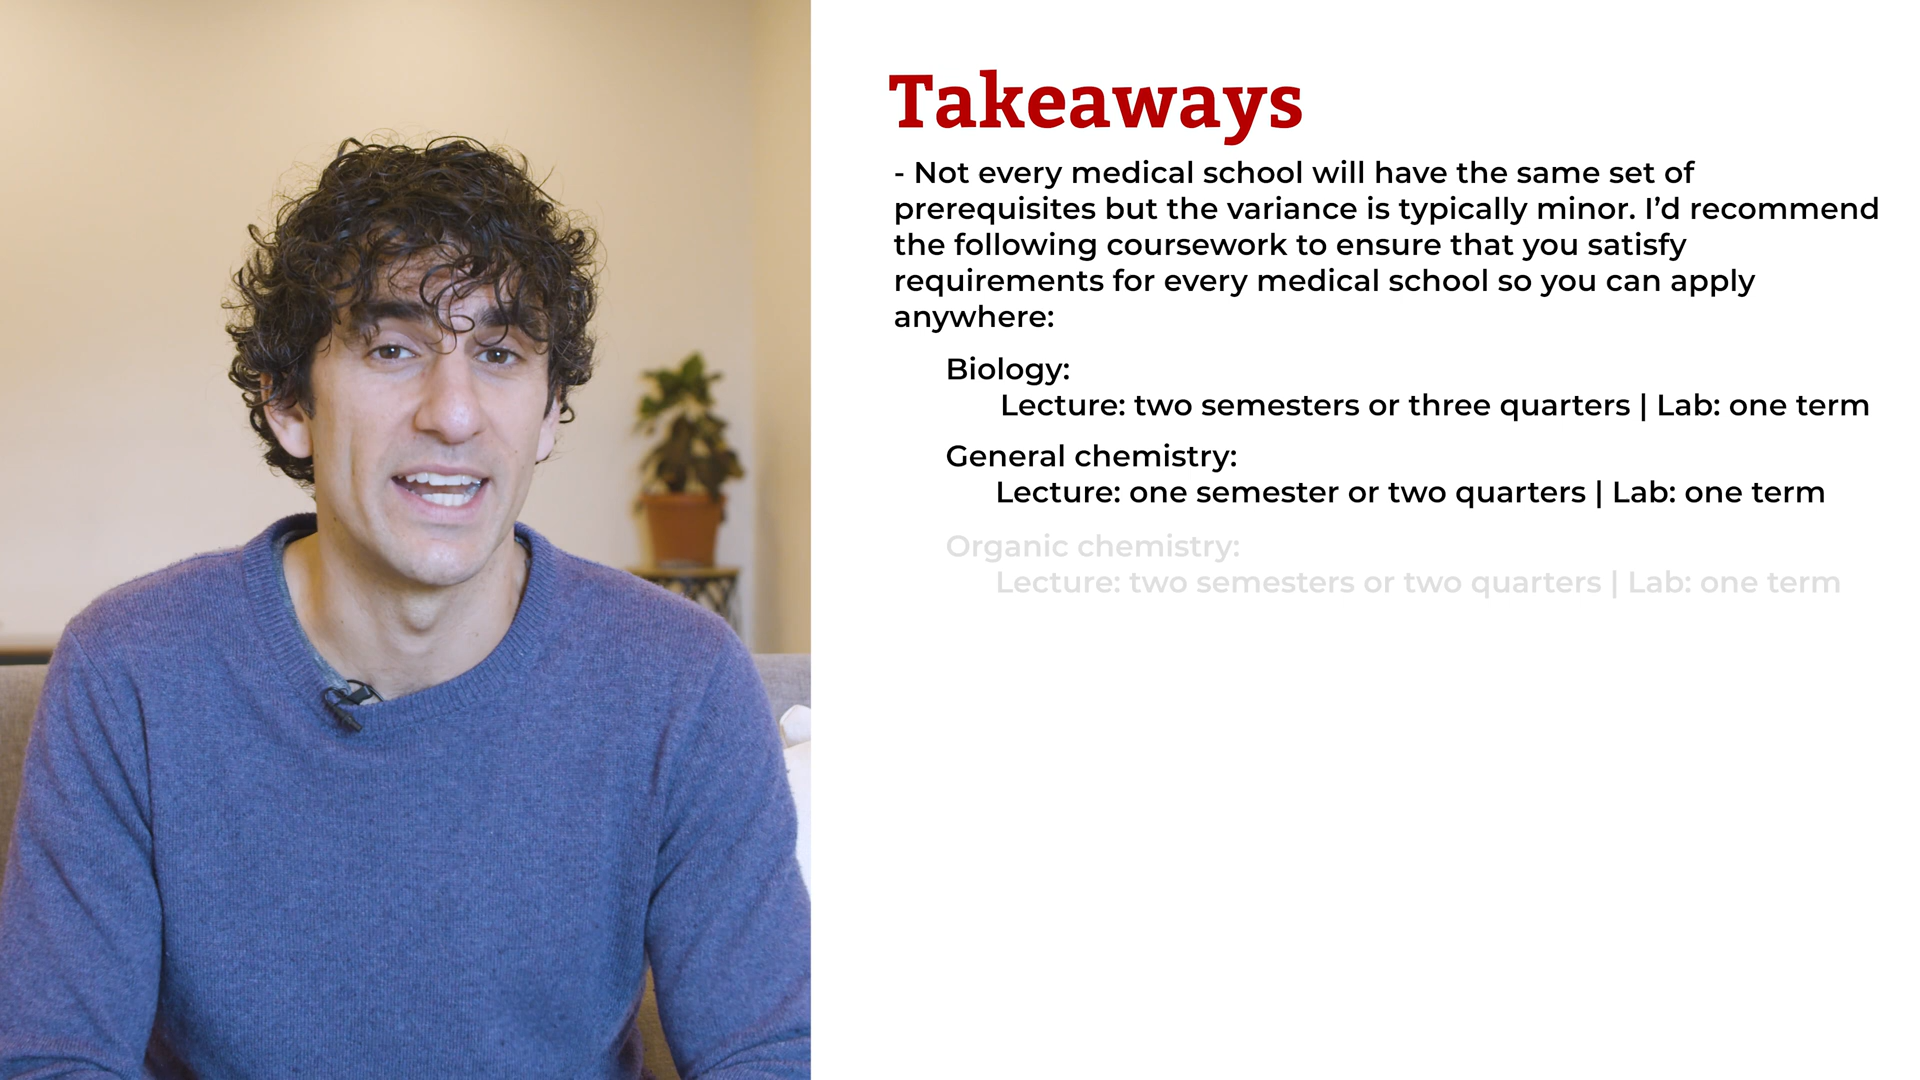 Takeaways
- Not every medical school will have the same set of
prerequisites but the variance is typically minor. I’d recommend
the following coursework to ensure that you satisfy
requirements for every medical school so you can apply
anywhere:
Biology:
Lecture: two semesters or three quarters | Lab: one term
General chemistry:
Lecture: one semester or two quarters | Lab: one term
Organic chemistry:
Lecture: two semesters or two quarters | Lab: one term